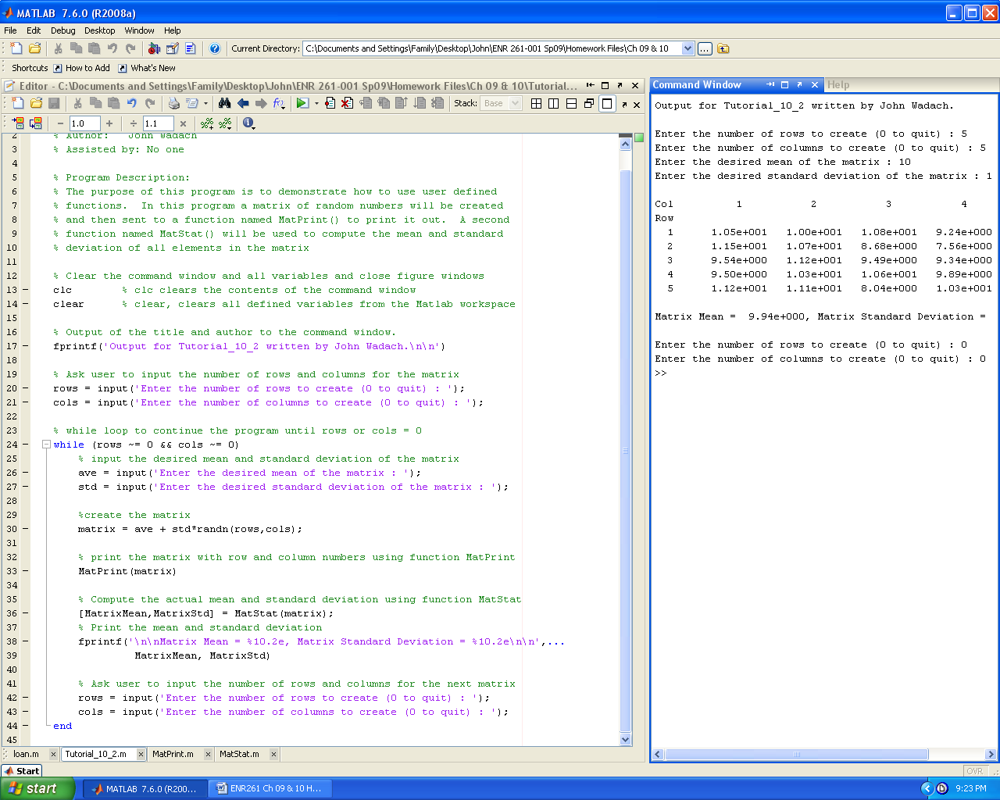 MATLAB 7.6.0 (R2008a)
File Edit Debug Desktop Window Help
Current Directory: C:\Documents and Settings\Family\Desktop\John\ENR 261-001 Sp09\Homework Files\Ch 09 & 10
Shortcuts How to Add What's New
Editor - C:\Documents and Settings\Family\Desktop\John\ENR 261-001 Sp09\Homework Files\Ch 09 & 10\Tutorial...
Stack: Base
1.0 1.1
2 % Author: John Wadach
3 % Assisted by: No one
4
5 % Program Description:
6 % The purpose of this program is to demonstrate how to use user defined
7 % functions. In this program a matrix of random numbers will be created
8 % and then sent to a function named MatPrint() to print it out. A second
9 % function named MatStat() will be used to compute the mean and standard
10 % deviation of all elements in the matrix
11
12 % Clear the command window and all variables and close figure windows
13 clc % clc clears the contents of the command window
14 clear % clear, clears all defined variables from the Matlab workspace
15
16 % Output of the title and author to the command window.
17 fprintf('Output for Tutorial_10_2 written by John Wadach.\n\n')
18
19 % Ask user to input the number of rows and columns for the matrix
20 rows = input('Enter the number of rows to create (0 to quit) : ');
21 cols = input('Enter the number of columns to create (0 to quit) : ');
22
23 % while loop to continue the program until rows or cols = 0
24 while (rows ~= 0 && cols ~= 0)
25 % input the desired mean and standard deviation of the matrix
26 ave = input('Enter the desired mean of the matrix : ');
27 std = input('Enter the desired standard deviation of the matrix : ');
28
29 %create the matrix
30 matrix = ave + std*randn(rows,cols);
31
32 % print the matrix with row and column numbers using function MatPrint
33 MatPrint(matrix)
34
35 % Compute the actual mean and standard deviation using function MatStat
36 [MatrixMean,MatrixStd] = MatStat(matrix);
37 % Print the mean and standard deviation
38 fprintf('\n\nMatrix Mean = %10.2e, Matrix Standard Deviation = %10.2e\n\n',...
39 MatrixMean, MatrixStd)
40
41 % Ask user to input the number of rows and columns for the next matrix
42 rows = input('Enter the number of rows to create (0 to quit) : ');
43 cols = input('Enter the number of columns to create (0 to quit) : ');
44 end
45
loan.m Tutorial_10_2.m MatPrint.m MatStat.m
Command Window Help
Output for Tutorial_10_2 written by John Wadach.
Enter the number of rows to create (0 to quit) : 5
Enter the number of columns to create (0 to quit) : 5
Enter the desired mean of the matrix : 10
Enter the desired standard deviation of the matrix : 1
Col 1 2 3 4
Row
1 1.05e+001 1.00e+001 1.08e+001 9.24e+000
2 1.15e+001 1.07e+001 8.68e+000 7.56e+000
3 9.54e+000 1.12e+001 9.49e+000 9.34e+000
4 9.50e+000 1.03e+001 1.06e+001 9.89e+000
5 1.12e+001 1.11e+001 8.04e+000 1.03e+001
Matrix Mean = 9.94e+000, Matrix Standard Deviation =
Enter the number of rows to create (0 to quit) : 0
Enter the number of columns to create (0 to quit) : 0
>>
Start OVR
start MATLAB 7.6.0 (R200... ENR261 Ch 09 & 10 H... 9:23 PM